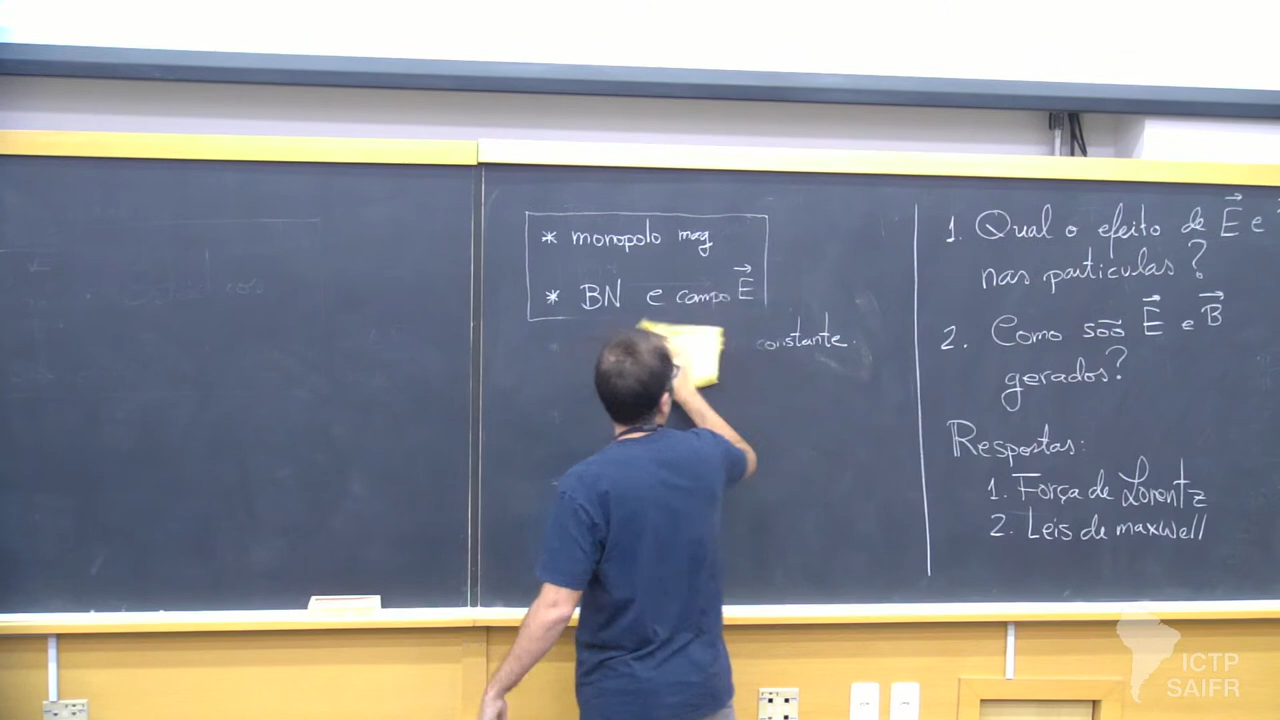 * monopolo mag
* BN e campo E
constante.
1. Qual o efeito de E e
nas particulas?
2. Como são E e B
gerados?
Respostas:
1. Força de Lorentz
2. Leis de maxwell
ICTP
SAIFR